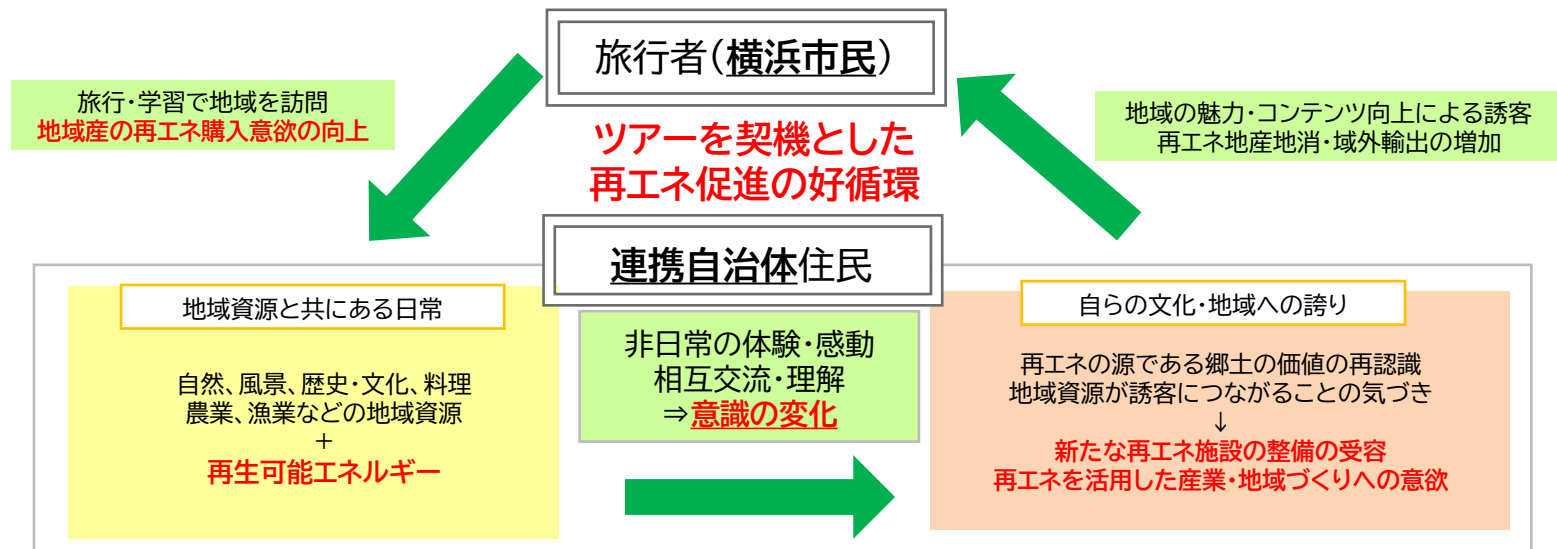 旅行者（横浜市民）
旅行・学習で地域を訪問
地域産の再エネ購入意欲の向上
ツアーを契機とした
再エネ促進の好循環
地域の魅力・コンテンツ向上による誘客
再エネ地産地消・域外輸出の増加
連携自治体住民
地域資源と共にある日常
自然、風景、歴史・文化、料理
農業、漁業などの地域資源
＋
再生可能エネルギー
非日常の体験・感動
相互交流・理解
⇒意識の変化
自らの文化・地域への誇り
再エネの源である郷土の価値の再認識
地域資源が誘客につながることの気づき
↓
新たな再エネ施設の整備の受容
再エネを活用した産業・地域づくりへの意欲